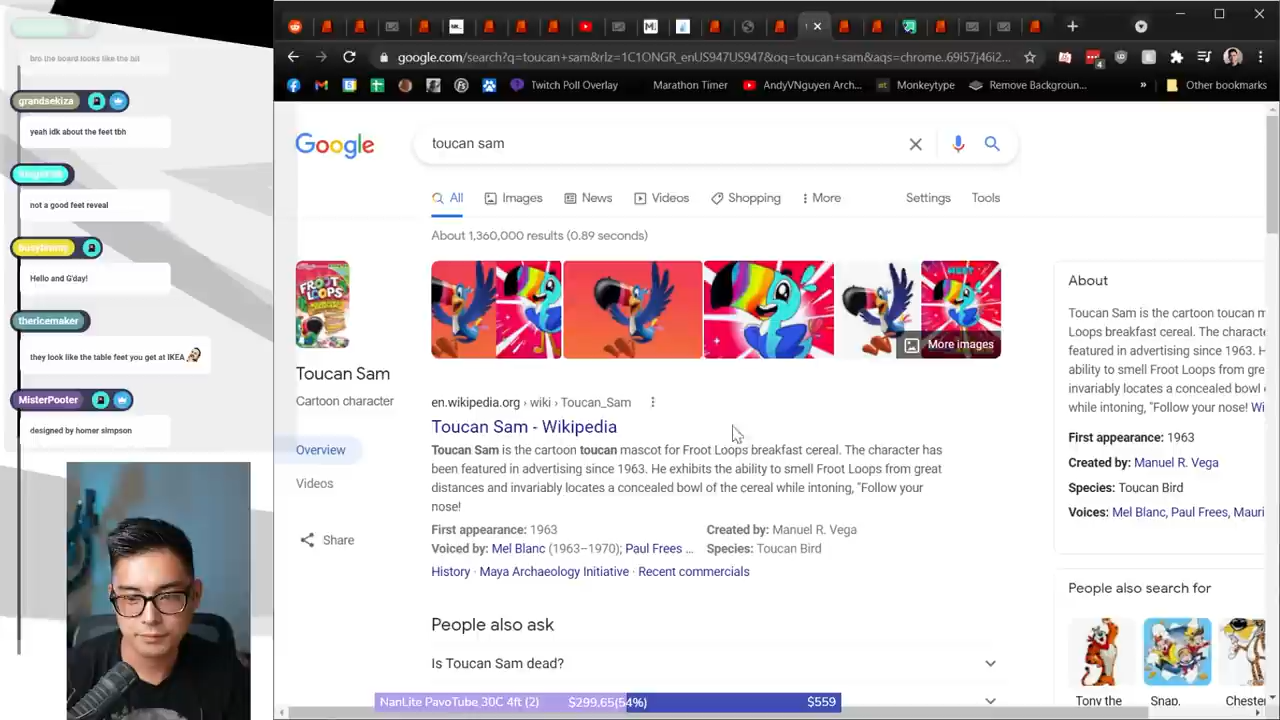 bro the board looks like the hill
grandsekiza
yeah idk about the feet tbh
not a good feet reveal
Hello and G'day!
thericemaker
they look like the table feet you get at IKEA
MisterPooter
designed by homer simpson
google.com/search?q=toucan+sam&rlz=1C1ONGR_enUS947US947&oq=toucan+sam&aqs=chrome..69i57j46i2...
Twitch Poll Overlay
Marathon Timer
AndyVNguyen Arch...
Monkeytype
Remove Backgroun...
»
Other bookmarks
Google
toucan sam
All
Images
News
Videos
Shopping
More
Settings
Tools
About 1,360,000 results (0.89 seconds)
FROOT LOOPS
More images
Toucan Sam
Cartoon character
Overview
Videos
Share
en.wikipedia.org › wiki › Toucan_Sam
Toucan Sam - Wikipedia
Toucan Sam is the cartoon toucan mascot for Froot Loops breakfast cereal. The character has
been featured in advertising since 1963. He exhibits the ability to smell Froot Loops from great
distances and invariably locates a concealed bowl of the cereal while intoning, "Follow your
nose!
First appearance: 1963
Created by: Manuel R. Vega
Voiced by: Mel Blanc (1963–1970); Paul Frees ...
Species: Toucan Bird
History · Maya Archaeology Initiative · Recent commercials
People also ask
Is Toucan Sam dead?
About
Toucan Sam is the cartoon toucan m
Loops breakfast cereal. The characte
featured in advertising since 1963. H
ability to smell Froot Loops from gre
invariably locates a concealed bowl o
while intoning, "Follow your nose! Wi
First appearance: 1963
Created by: Manuel R. Vega
Species: Toucan Bird
Voices: Mel Blanc, Paul Frees, Mauri
People also search for
Tony the
Snap,
Chester
NanLite PavoTube 30C 4ft (2)
$299.65(54%)
$559